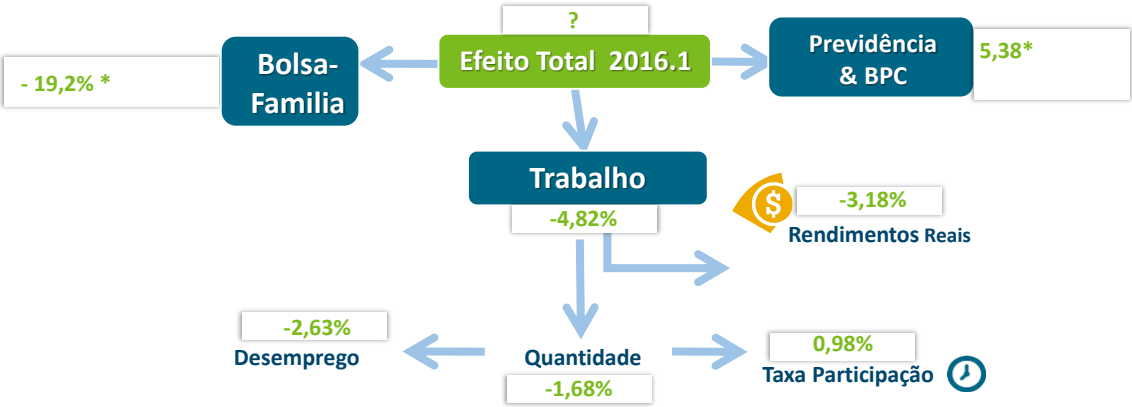 ?
Efeito Total 2016.1
Bolsa-
Familia
- 19,2% *
Previdência
& BPC
5,38*
Trabalho
-4,82%
$
-3,18%
Rendimentos Reais
-2,63%
Desemprego
Quantidade
-1,68%
0,98%
Taxa Participação